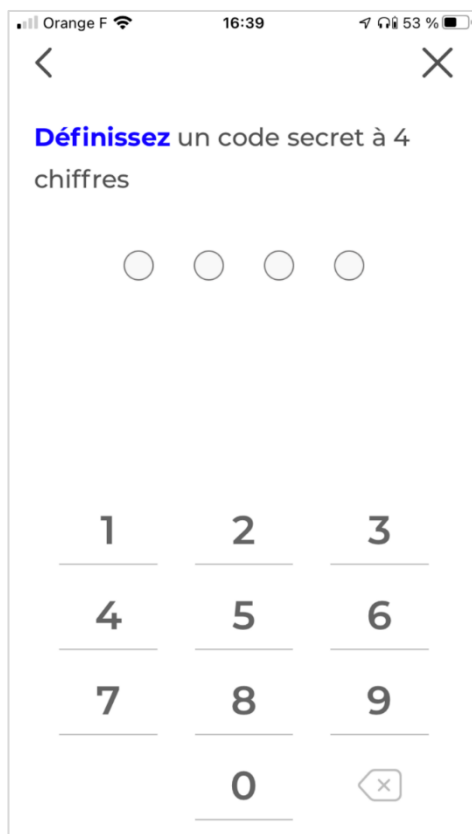 Orange F 16:39 53 %
Définissez un code secret à 4
chiffres
1 2 3
4 5 6
7 8 9
0